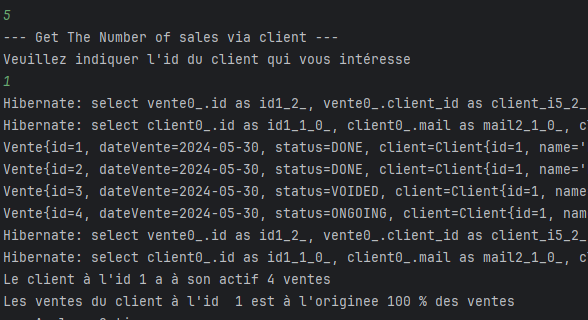 5
--- Get The Number of sales via client ---
Veuillez indiquer l'id du client qui vous intéresse
1
Hibernate: select vente0_.id as id1_2_, vente0_.client_id as client_i5_2_
Hibernate: select client0_.id as id1_1_0_, client0_.mail as mail2_1_0_, c
Vente{id=1, dateVente=2024-05-30, status=DONE, client=Client{id=1, name='
Vente{id=2, dateVente=2024-05-30, status=DONE, client=Client{id=1, name='
Vente{id=3, dateVente=2024-05-30, status=VOIDED, client=Client{id=1, name
Vente{id=4, dateVente=2024-05-30, status=ONGOING, client=Client{id=1, nam
Hibernate: select vente0_.id as id1_2_, vente0_.client_id as client_i5_2_
Hibernate: select client0_.id as id1_1_0_, client0_.mail as mail2_1_0_, c
Le client à l'id 1 a à son actif 4 ventes
Les ventes du client à l'id  1 est à l'originee 100 % des ventes